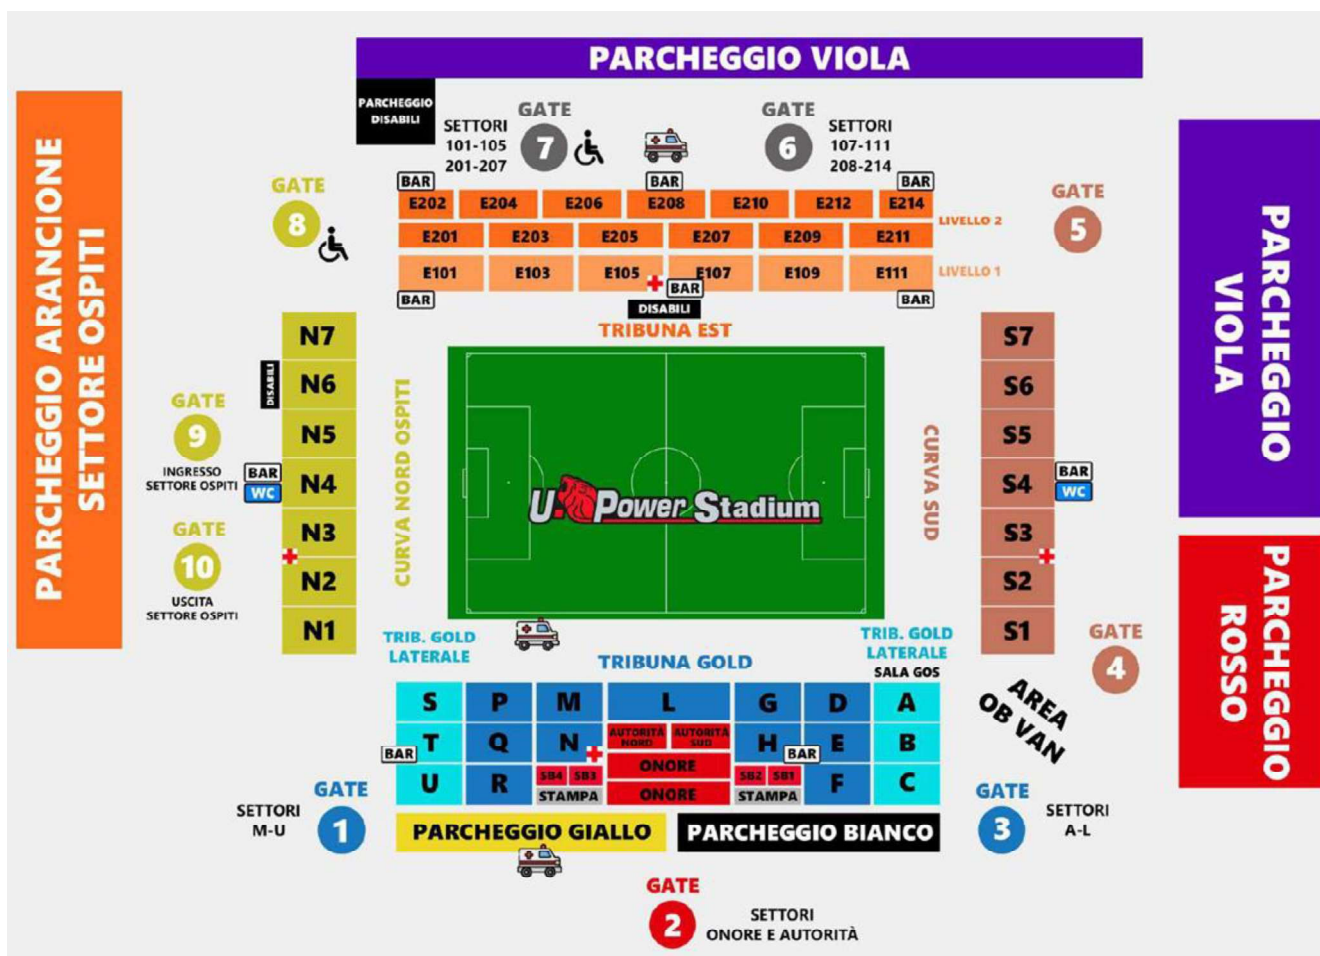 PARCHEGGIO VIOLA
PARCHEGGIO
DISABILI
PARCHEGGIO ARANCIONE
SETTORE OSPITI
SETTORI
101-105
201-207
GATE
7
GATE
6
SETTORI
107-111
208-214
GATE
8
GATE
5
BAR
BAR
BAR
E202
E204
E206
E208
E210
E212
E214
LIVELLO 2
E201
E203
E205
E207
E209
E211
E101
E103
E105
E107
E109
E111
LIVELLO 1
BAR
BAR
BAR
DISABILI
TRIBUNA EST
PARCHEGGIO
VIOLA
N7
N6
N5
N4
N3
N2
N1
DISABILI
GATE
9
INGRESSO
SETTORE OSPITI
BAR
WC
GATE
10
USCITA
SETTORE OSPITI
CURVA NORD OSPITI
U.Power Stadium
CURVA SUD
S7
S6
S5
S4
S3
S2
S1
BAR
WC
PARCHEGGIO
ROSSO
GATE
4
AREA
OB VAN
TRIB. GOLD
LATERALE
TRIBUNA GOLD
TRIB. GOLD
LATERALE
SALA GOS
S
P
M
L
G
D
A
T
Q
N
AUTORITÀ
NORD
AUTORITÀ
SUD
H
E
B
BAR
BAR
ONORE
U
R
SB4
SB3
SB2
SB1
F
C
STAMPA
ONORE
STAMPA
GATE
1
SETTORI
M-U
PARCHEGGIO GIALLO
PARCHEGGIO BIANCO
GATE
3
SETTORI
A-L
GATE
2
SETTORI
ONORE E AUTORITÀ